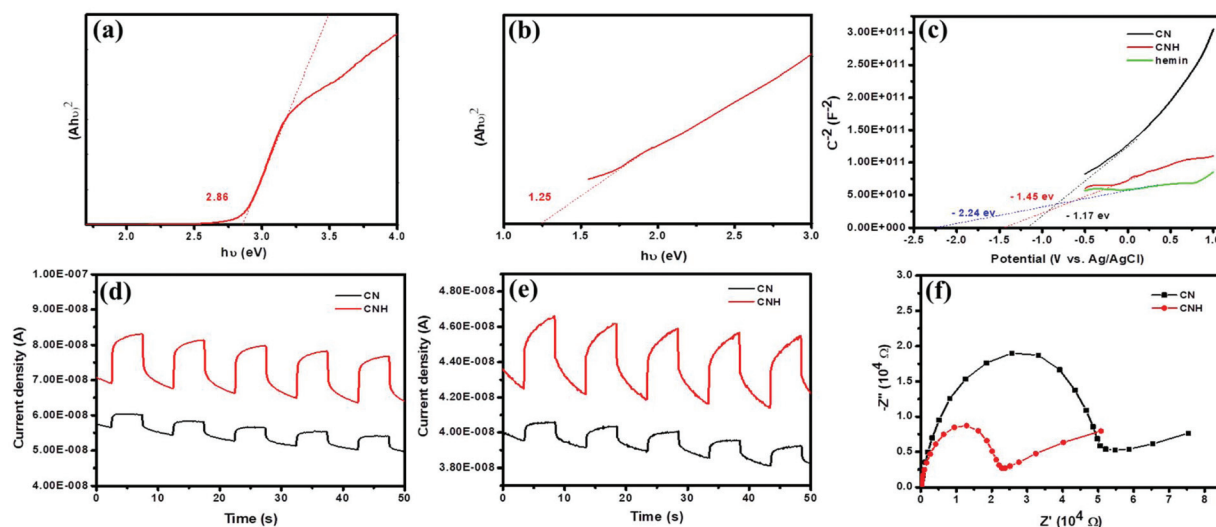 (a)
(Ahυ)²
2.86
2.0 2.5 3.0 3.5 4.0
hυ (eV)
(b)
(Ahυ)²
1.25
1.0 1.5 2.0 2.5 3.0
hυ (eV)
(c)
CN
CNH
hemin
C⁻² (F⁻²)
3.00E+011
2.50E+011
2.00E+011
1.50E+011
1.00E+011
5.00E+010
0.00E+000
- 1.45 ev
- 2.24 ev
- 1.17 ev
-2.5 -2.0 -1.5 -1.0 -0.5 0.0 0.5 1.0
Potential (V vs. Ag/AgCl)
(d)
CN
CNH
Current density (A)
1.00E-007
9.00E-008
8.00E-008
7.00E-008
6.00E-008
5.00E-008
4.00E-008
0 10 20 30 40 50
Time (s)
(e)
CN
CNH
Current density (A)
4.80E-008
4.60E-008
4.40E-008
4.20E-008
4.00E-008
3.80E-008
0 10 20 30 40 50
Time (s)
(f)
CN
CNH
-Z" (10⁴ Ω)
3.0
2.5
2.0
1.5
1.0
0.5
0.0
0 1 2 3 4 5 6 7 8
Z' (10⁴ Ω)